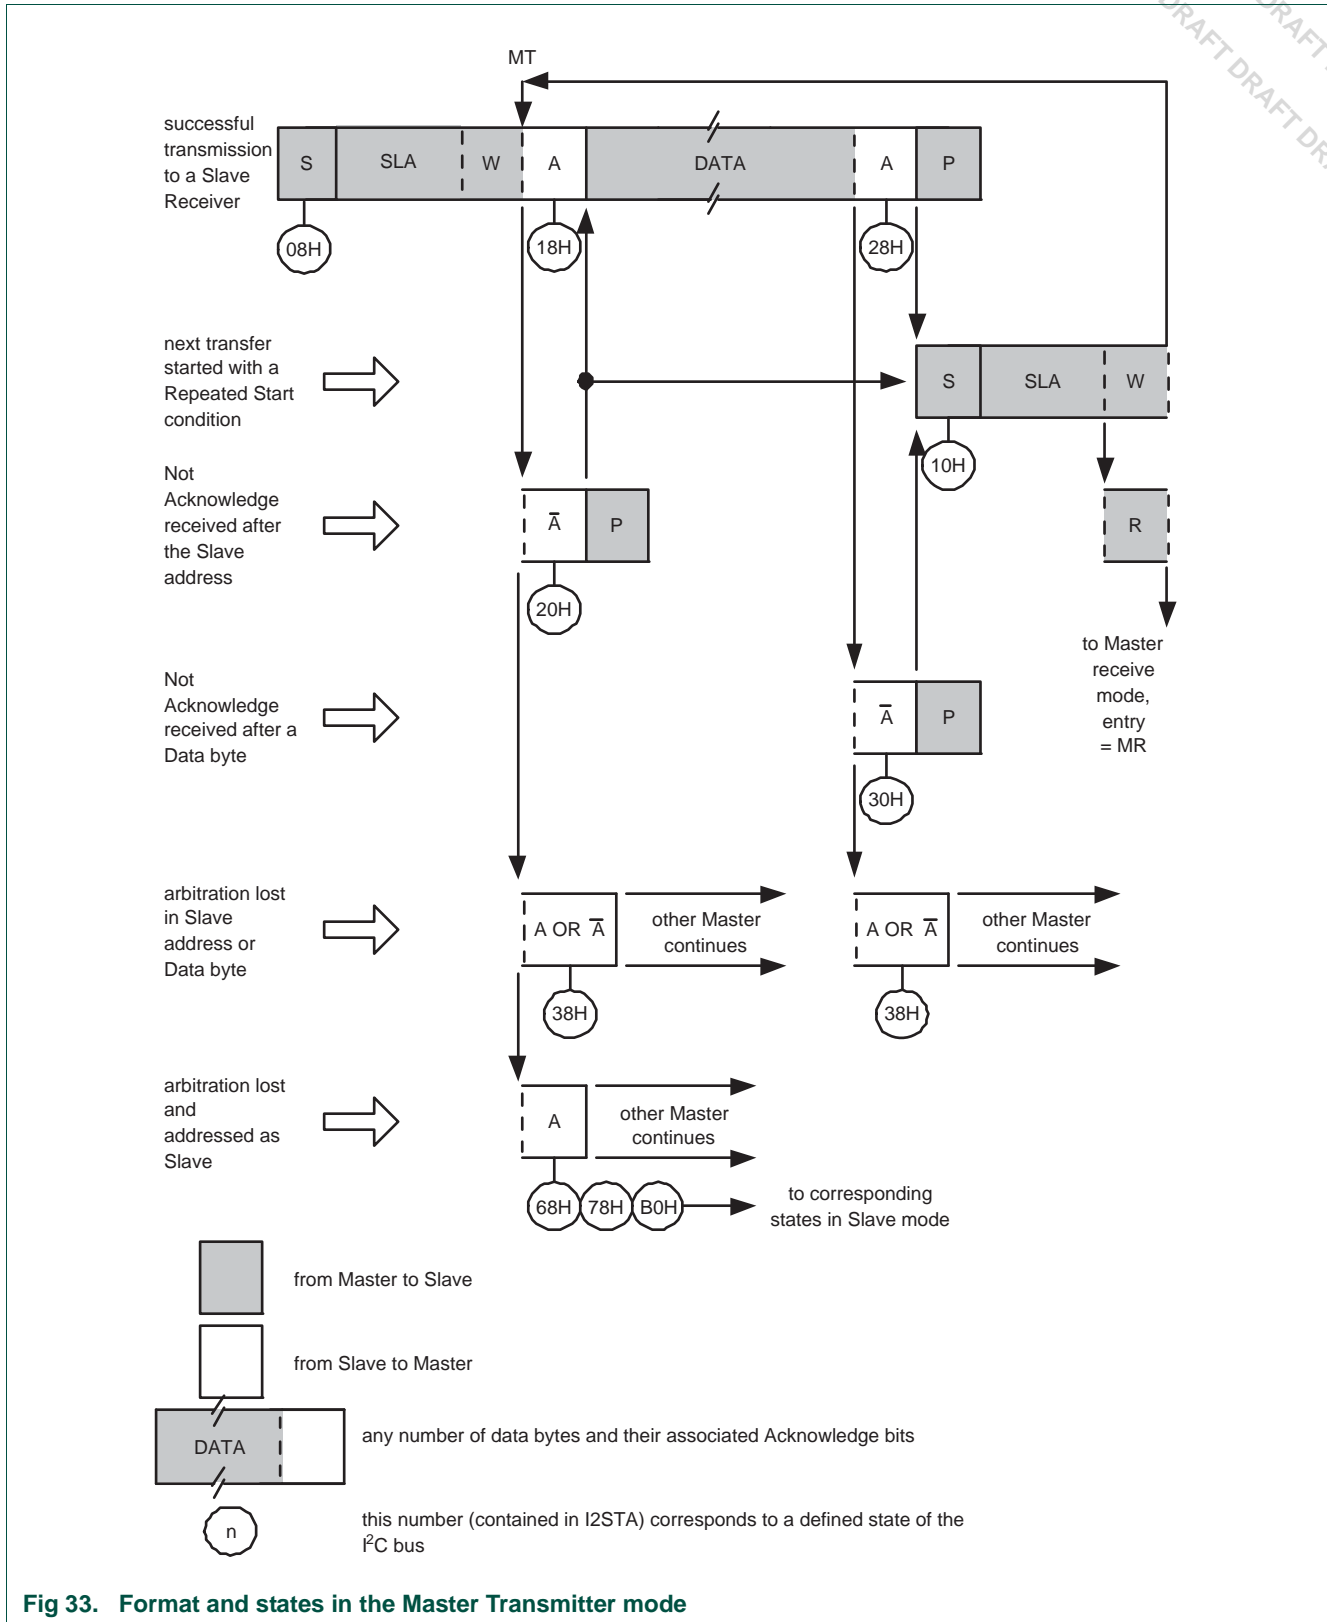 DRAFT
DRAFT DRAFT DR
MT
successful
transmission
to a Slave
Receiver
S
SLA
W
A
DATA
A
P
08H
18H
28H
next transfer
started with a
Repeated Start
condition
S
SLA
W
10H
Not
Acknowledge
received after
the Slave
address
A̅
P
R
20H
to Master
receive
mode,
entry
= MR
Not
Acknowledge
received after a
Data byte
A̅
P
30H
arbitration lost
in Slave
address or
Data byte
A OR A̅
other Master
continues
A OR A̅
other Master
continues
38H
38H
arbitration lost
and
addressed as
Slave
A
other Master
continues
68H
78H
B0H
to corresponding
states in Slave mode
from Master to Slave
from Slave to Master
DATA
any number of data bytes and their associated Acknowledge bits
n
this number (contained in I2STA) corresponds to a defined state of the
I²C bus
Fig 33. Format and states in the Master Transmitter mode